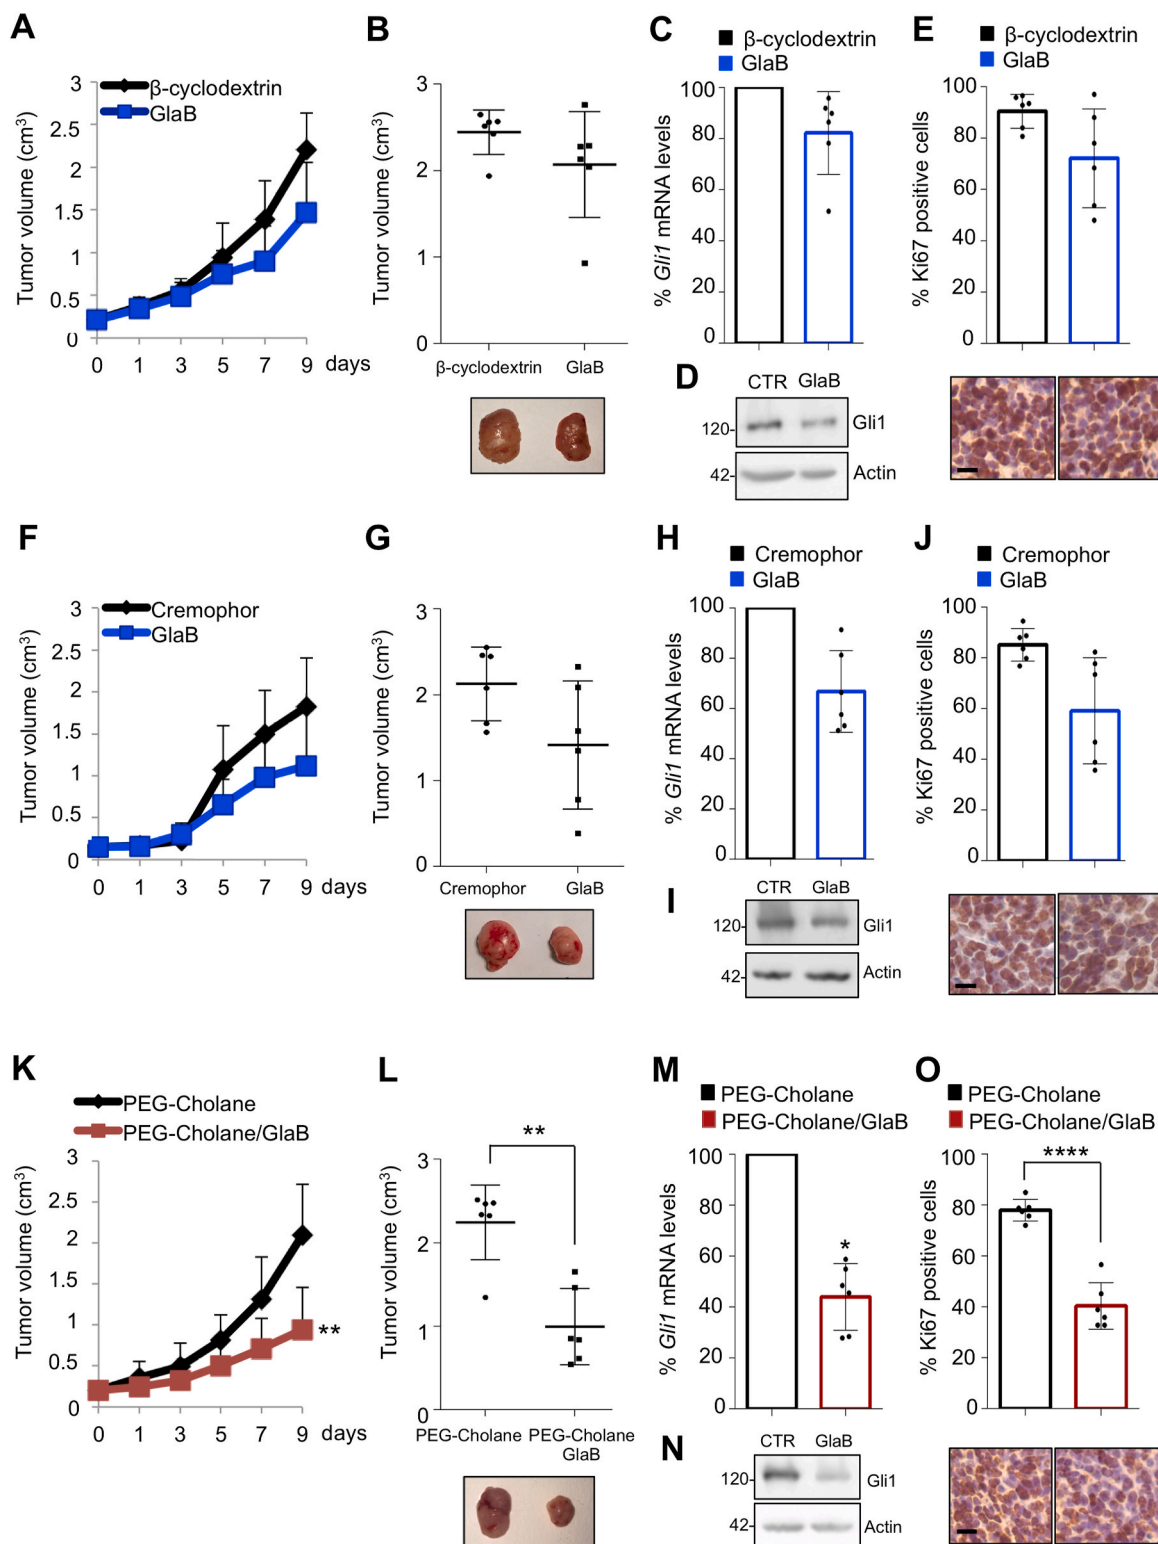 A
β-cyclodextrin
GlaB
Tumor volume (cm³)
3
2.5
2
1.5
1
0.5
0
0 1 3 5 7 9 days
B
Tumor volume (cm³)
3
2
1
0
β-cyclodextrin GlaB
C
β-cyclodextrin
GlaB
% Gli1 mRNA levels
100
80
60
40
20
0
D
CTR GlaB
120- Gli1
42- Actin
E
β-cyclodextrin
GlaB
% Ki67 positive cells
100
80
60
40
20
0
F
Cremophor
GlaB
Tumor volume (cm³)
3
2.5
2
1.5
1
0.5
0
0 1 3 5 7 9 days
G
Tumor volume (cm³)
3
2
1
0
Cremophor GlaB
H
Cremophor
GlaB
% Gli1 mRNA levels
100
80
60
40
20
0
I
CTR GlaB
120- Gli1
42- Actin
J
Cremophor
GlaB
% Ki67 positive cells
100
80
60
40
20
0
K
PEG-Cholane
PEG-Cholane/GlaB
Tumor volume (cm³)
3
2.5
2
1.5
1
0.5
0
**
0 1 3 5 7 9 days
L
**
Tumor volume (cm³)
3
2
1
0
PEG-Cholane PEG-Cholane
GlaB
M
PEG-Cholane
PEG-Cholane/GlaB
% Gli1 mRNA levels
100
80
60
40
20
0
*
N
CTR GlaB
120- Gli1
42- Actin
O
PEG-Cholane
PEG-Cholane/GlaB
****
% Ki67 positive cells
100
80
60
40
20
0